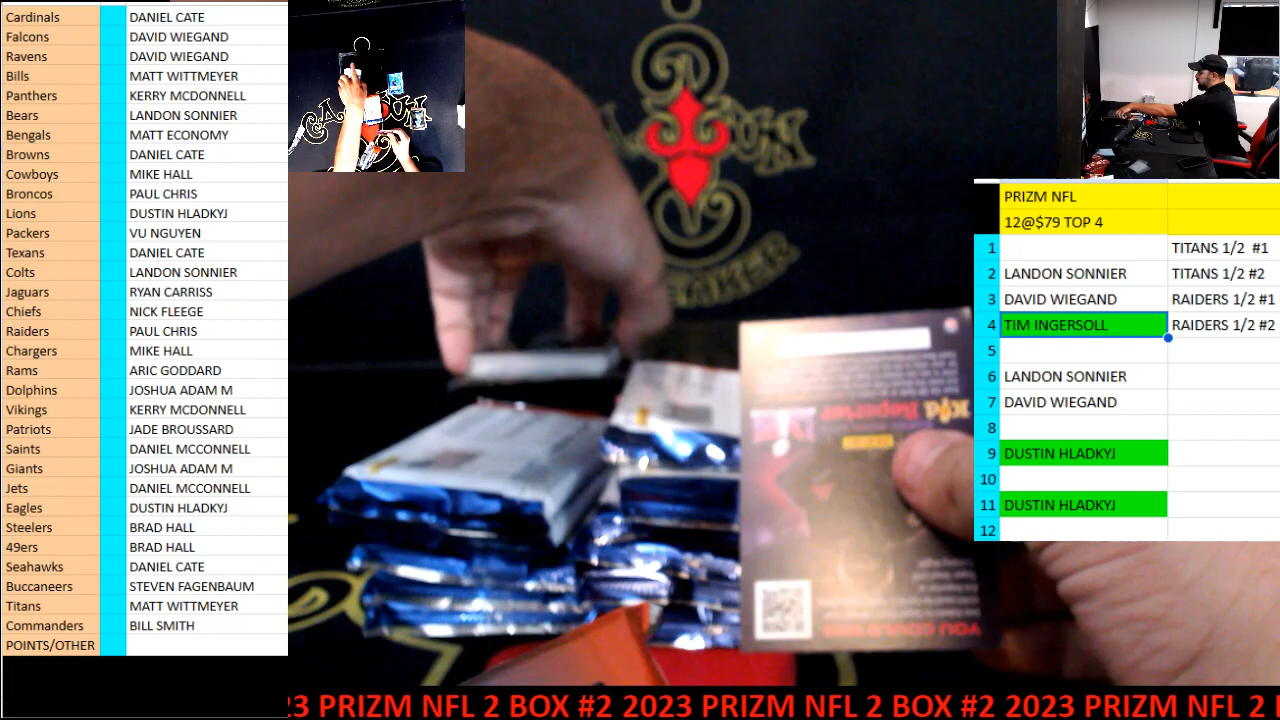 Cardinals DANIEL CATE
Falcons DAVID WIEGAND
Ravens DAVID WIEGAND
Bills MATT WITTMEYER
Panthers KERRY MCDONNELL
Bears LANDON SONNIER
Bengals MATT ECONOMY
Browns DANIEL CATE
Cowboys MIKE HALL
Broncos PAUL CHRIS
Lions DUSTIN HLADKYJ
Packers VU NGUYEN
Texans DANIEL CATE
Colts LANDON SONNIER
Jaguars RYAN CARRISS
Chiefs NICK FLEEGE
Raiders PAUL CHRIS
Chargers MIKE HALL
Rams ARIC GODDARD
Dolphins JOSHUA ADAM M
Vikings KERRY MCDONNELL
Patriots JADE BROUSSARD
Saints DANIEL MCCONNELL
Giants JOSHUA ADAM M
Jets DANIEL MCCONNELL
Eagles DUSTIN HLADKYJ
Steelers BRAD HALL
49ers BRAD HALL
Seahawks DANIEL CATE
Buccaneers STEVEN FAGENBAUM
Titans MATT WITTMEYER
Commanders BILL SMITH
POINTS/OTHER
PRIZM NFL
12@$79 TOP 4
1 TITANS 1/2 #1
2 LANDON SONNIER TITANS 1/2 #2
3 DAVID WIEGAND RAIDERS 1/2 #1
4 TIM INGERSOLL RAIDERS 1/2 #2
5
6 LANDON SONNIER
7 DAVID WIEGAND
8
9 DUSTIN HLADKYJ
10
11 DUSTIN HLADKYJ
12
Kid
Reporter
23 PRIZM NFL 2 BOX #2 2023 PRIZM NFL 2 BOX #2 2023 PRIZM NFL 2